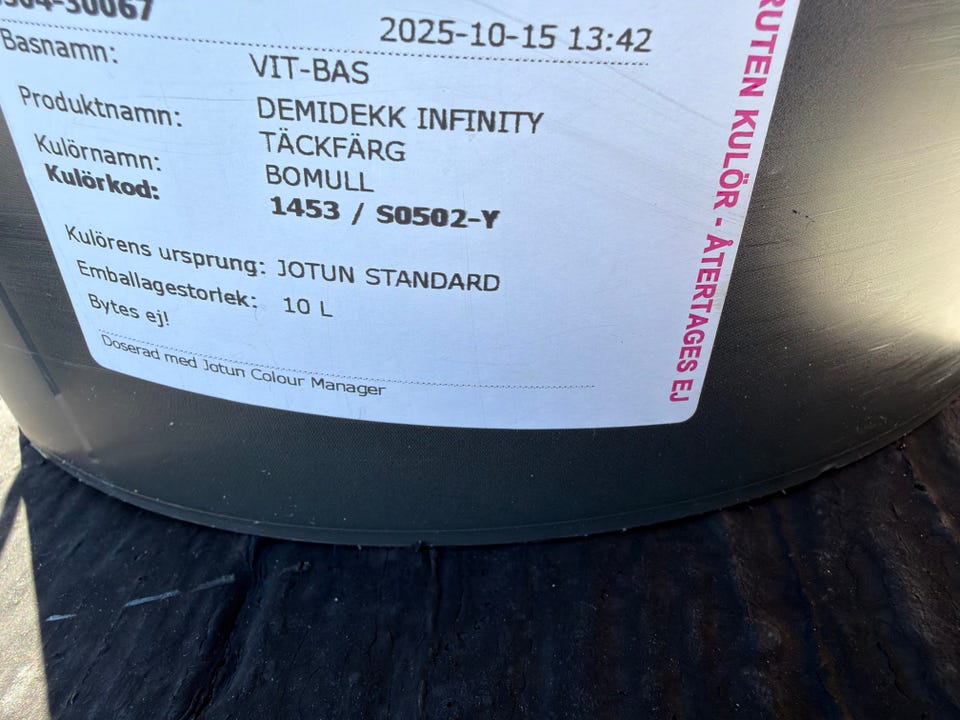 2025-10-15 13:42
Basnamn: VIT-BAS
Produktnamn: DEMIDEKK INFINITY
TÄCKFÄRG
Kulörnamn: BOMULL
Kulörkod: 1453 / S0502-Y
Kulörens ursprung: JOTUN STANDARD
Emballagestorlek: 10 L
Bytes ej!
Doserad med Jotun Colour Manager
KULÖR - ÅTERTAGES EJ